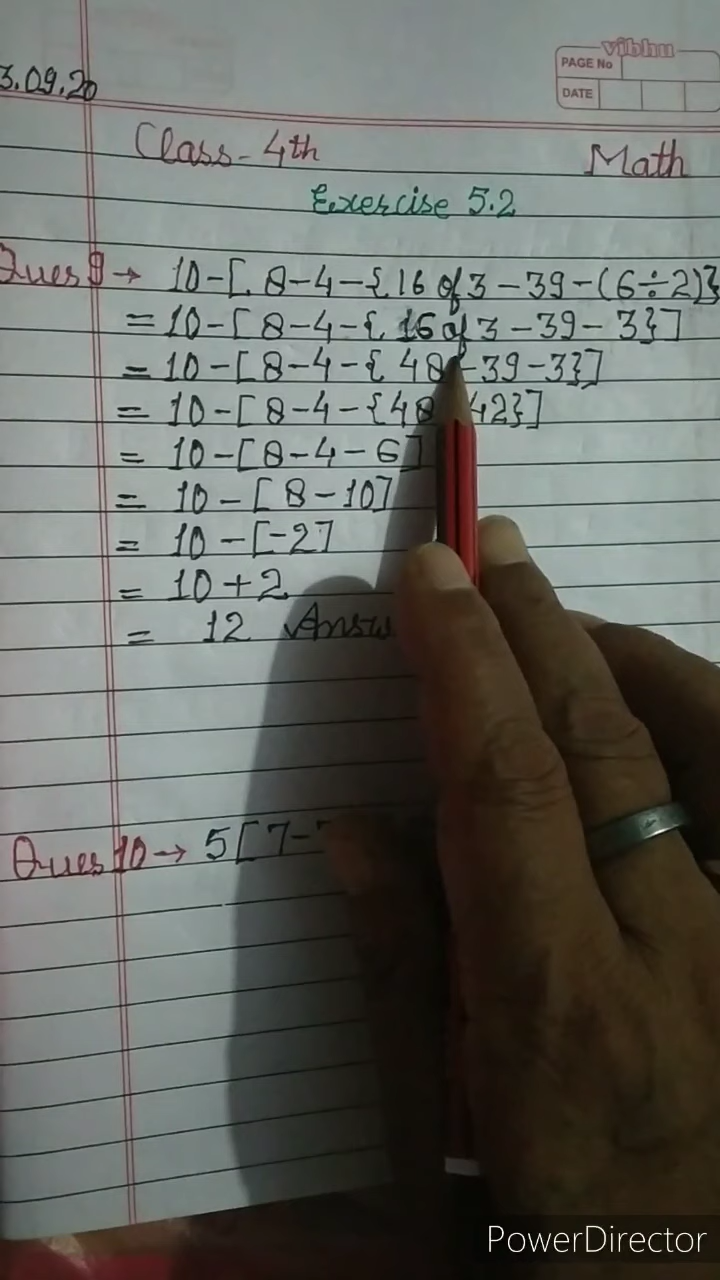 vibhu
PAGE No
DATE
3.09.20
Class-4th Math
Exercise 5.2
Ques 9 → 10-[8-4-{16 of 3-39-(6÷2)}
=10-[8-4-{16 of 3-39-3}]
=10-[8-4-{48-39-3}]
=10-[8-4-{48 42}]
=10-[8-4-6]
=10-[8-10]
=10-[-2]
=10+2
=12
Ques 10 → 5[7-
PowerDirector